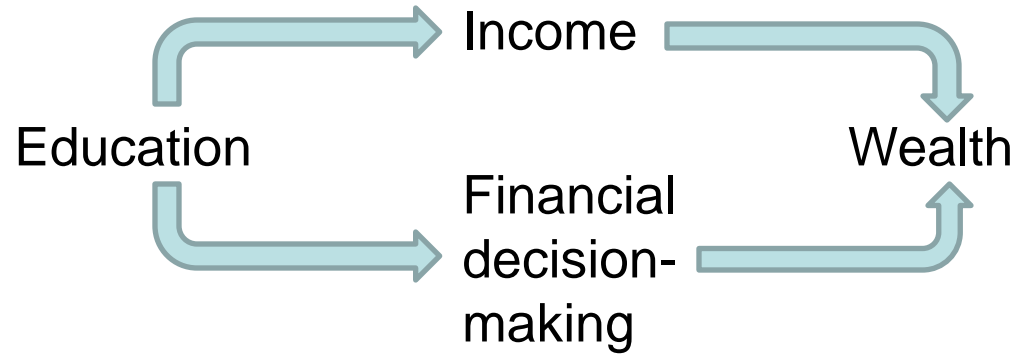 Income
Education
Wealth
Financial
decision-
making